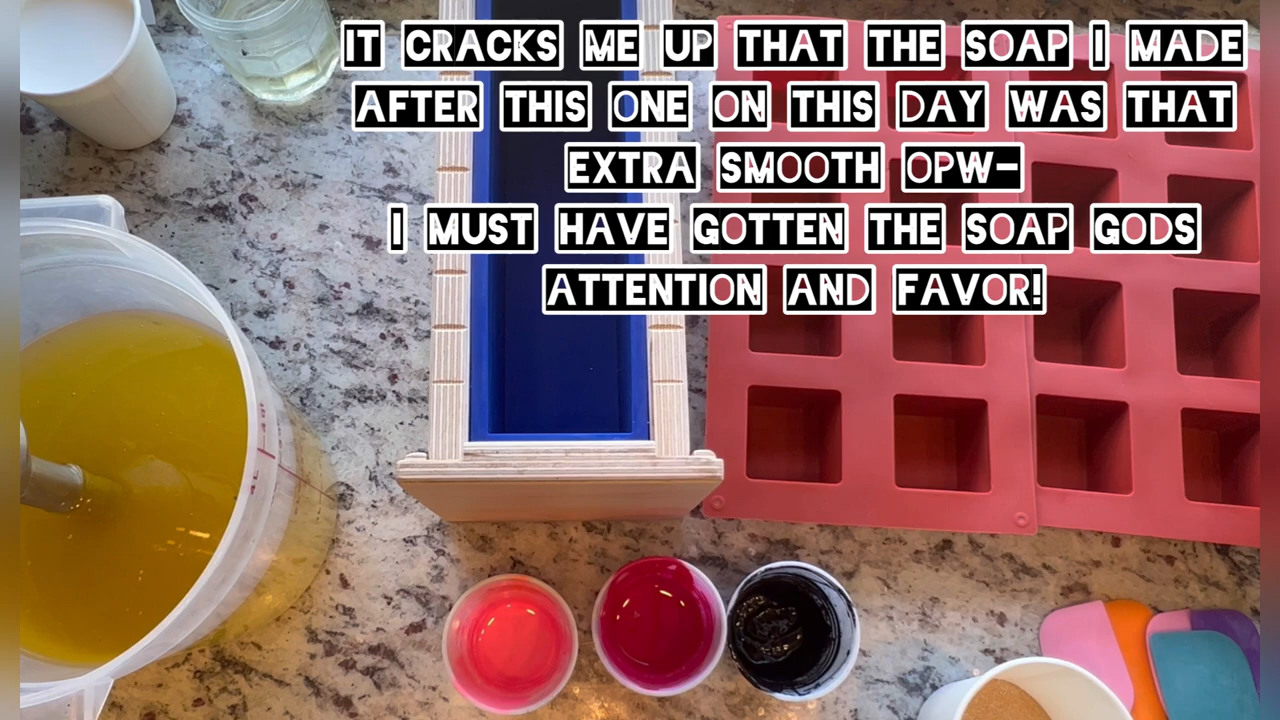 IT CRACKS ME UP THAT THE SOAP I MADE
AFTER THIS ONE ON THIS DAY WAS THAT
EXTRA SMOOTH OPW-
I MUST HAVE GOTTEN THE SOAP GODS
ATTENTION AND FAVOR!
4L